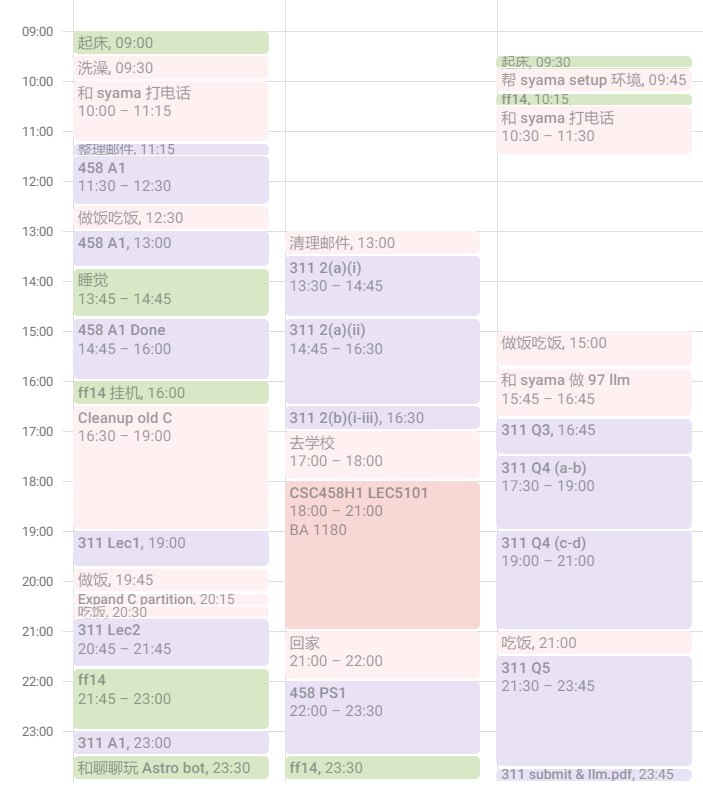 09:00
10:00
11:00
12:00
13:00
14:00
15:00
16:00
17:00
18:00
19:00
20:00
21:00
22:00
23:00
起床, 09:00
洗澡, 09:30
和 syama 打电话
10:00 – 11:15
整理邮件, 11:15
458 A1
11:30 – 12:30
做饭吃饭, 12:30
458 A1, 13:00
睡觉
13:45 – 14:45
458 A1 Done
14:45 – 16:00
ff14 挂机, 16:00
Cleanup old C
16:30 – 19:00
311 Lec1, 19:00
做饭, 19:45
Expand C partition, 20:15
吃饭, 20:30
311 Lec2
20:45 – 21:45
ff14
21:45 – 23:00
311 A1, 23:00
和聊聊玩 Astro bot, 23:30
清理邮件, 13:00
311 2(a)(i)
13:30 – 14:45
311 2(a)(ii)
14:45 – 16:30
311 2(b)(i-iii), 16:30
去学校
17:00 – 18:00
CSC458H1 LEC5101
18:00 – 21:00
BA 1180
回家
21:00 – 22:00
458 PS1
22:00 – 23:30
ff14, 23:30
起床, 09:30
帮 syama setup 环境, 09:45
ff14, 10:15
和 syama 打电话
10:30 – 11:30
做饭吃饭, 15:00
和 syama 做 97 llm
15:45 – 16:45
311 Q3, 16:45
311 Q4 (a-b)
17:30 – 19:00
311 Q4 (c-d)
19:00 – 21:00
吃饭, 21:00
311 Q5
21:30 – 23:45
311 submit & llm.pdf, 23:45